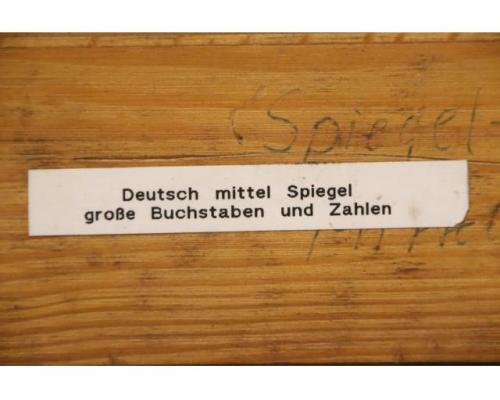 Spiegel
Deutsch mittel Spiegel
große Buchstaben und Zahlen